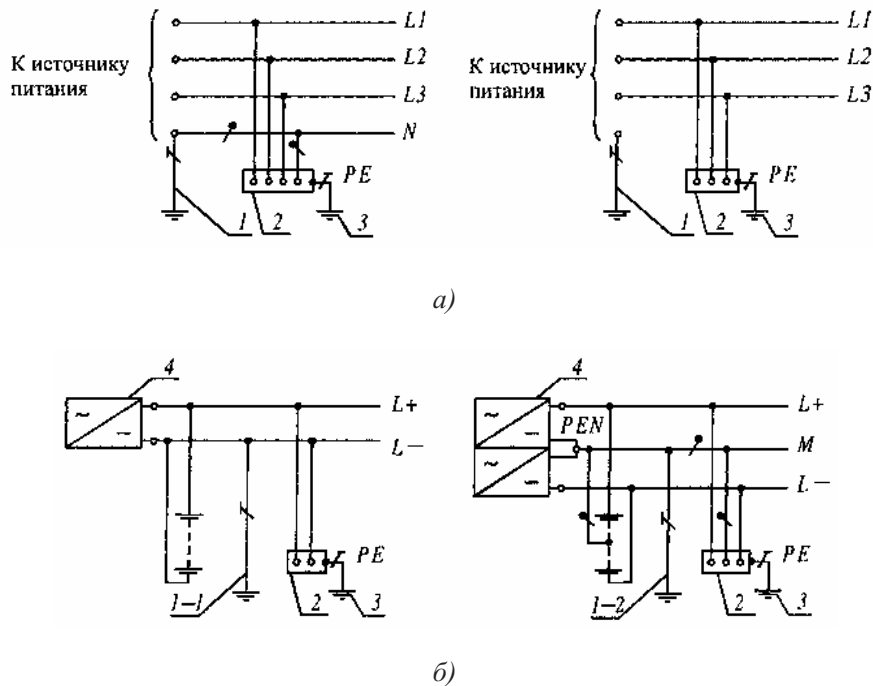 К источнику
питания
L1
L2
L3
N
PE
1
2
3
К источнику
питания
L1
L2
L3
PE
1
2
3
а)
4
L+
L−
~
−
PE
1-1
2
3
4
L+
~
−
PEN
M
~
−
L−
PE
1-2
2
3
б)